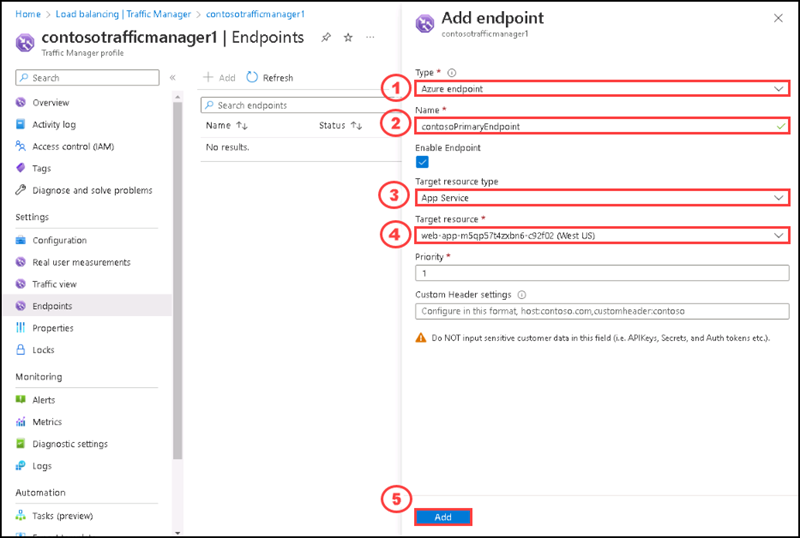 Home > Load balancing | Traffic Manager > contosotrafficmanager1
contosotrafficmanager1 | Endpoints
Traffic Manager profile
Search
Overview
Activity log
Access control (IAM)
Tags
Diagnose and solve problems
Settings
Configuration
Real user measurements
Traffic view
Endpoints
Properties
Locks
Monitoring
Alerts
Metrics
Diagnostic settings
Logs
Automation
Tasks (preview)
Add Refresh
Search endpoints
Name Status
No results.
Add endpoint
contosotrafficmanager1
Type *
1 Azure endpoint
Name *
2 contosoPrimaryEndpoint
Enable Endpoint
Target resource type
3 App Service
Target resource *
4 web-app-m5qp57t4zxbn6-c92f02 (West US)
Priority *
1
Custom Header settings
Configure in this format, host:contoso.com,customheader:contoso
Do NOT input sensitive customer data in this field (i.e. APIKeys, Secrets, and Auth tokens etc.).
5 Add